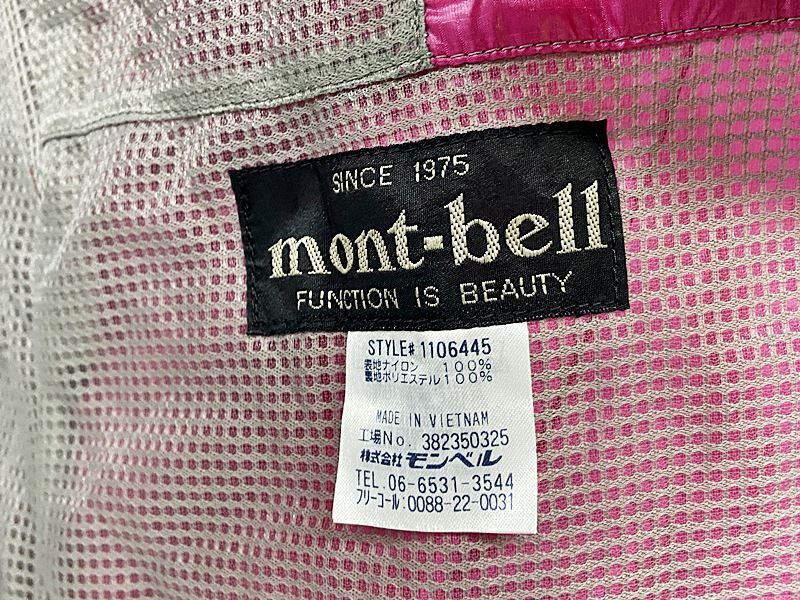 SINCE 1975
mont-bell
FUNCTION IS BEAUTY
STYLE# 1106445
表地ナイロン 100%
裏地ポリエステル100%
MADE IN VIETNAM
工場No. 382350325
株式会社モンベル
TEL.06-6531-3544
フリーコール:0088-22-0031